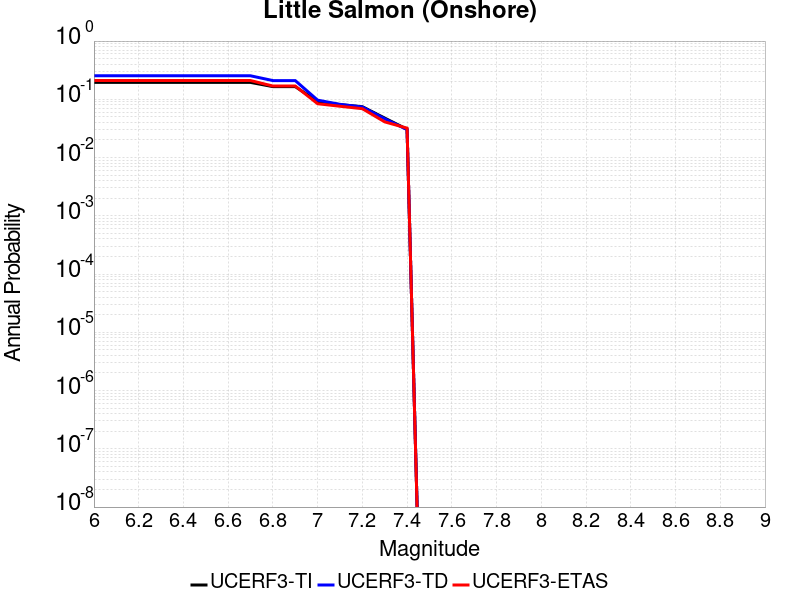 Little Salmon (Onshore)
10^0
10^-1
10^-2
10^-3
10^-4
10^-5
10^-6
10^-7
10^-8
Annual Probability
6 6.2 6.4 6.6 6.8 7 7.2 7.4 7.6 7.8 8 8.2 8.4 8.6 8.8 9
Magnitude
UCERF3-TI UCERF3-TD UCERF3-ETAS